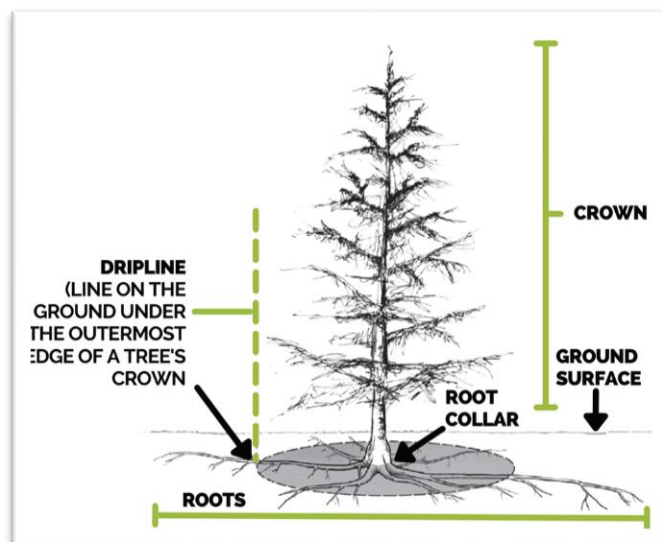 CROWN
DRIPLINE
(LINE ON THE
GROUND UNDER
THE OUTERMOST
EDGE OF A TREE'S
CROWN
GROUND
SURFACE
ROOT
COLLAR
ROOTS